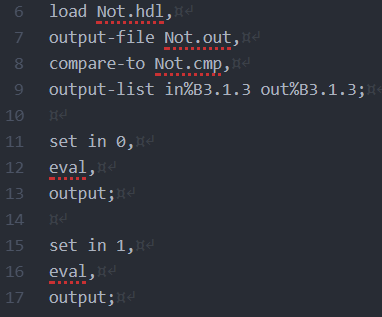 6 load Not.hdl,¤↵
7 output-file Not.out,¤↵
8 compare-to Not.cmp,¤↵
9 output-list in%B3.1.3 out%B3.1.3;¤↵
10 ¤↵
11 set in 0,¤↵
12 eval,¤↵
13 output;¤↵
14 ¤↵
15 set in 1,¤↵
16 eval,¤↵
17 output;¤↵